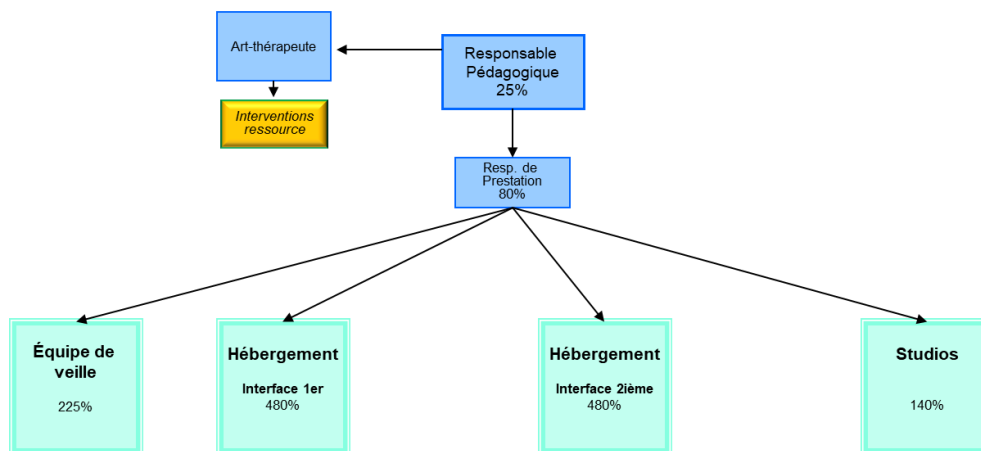 Art-thérapeute
Responsable
Pédagogique
25%
Interventions
ressource
Resp. de
Prestation
80%
Équipe de
veille
225%
Hébergement
Interface 1er
480%
Hébergement
Interface 2ième
480%
Studios
140%